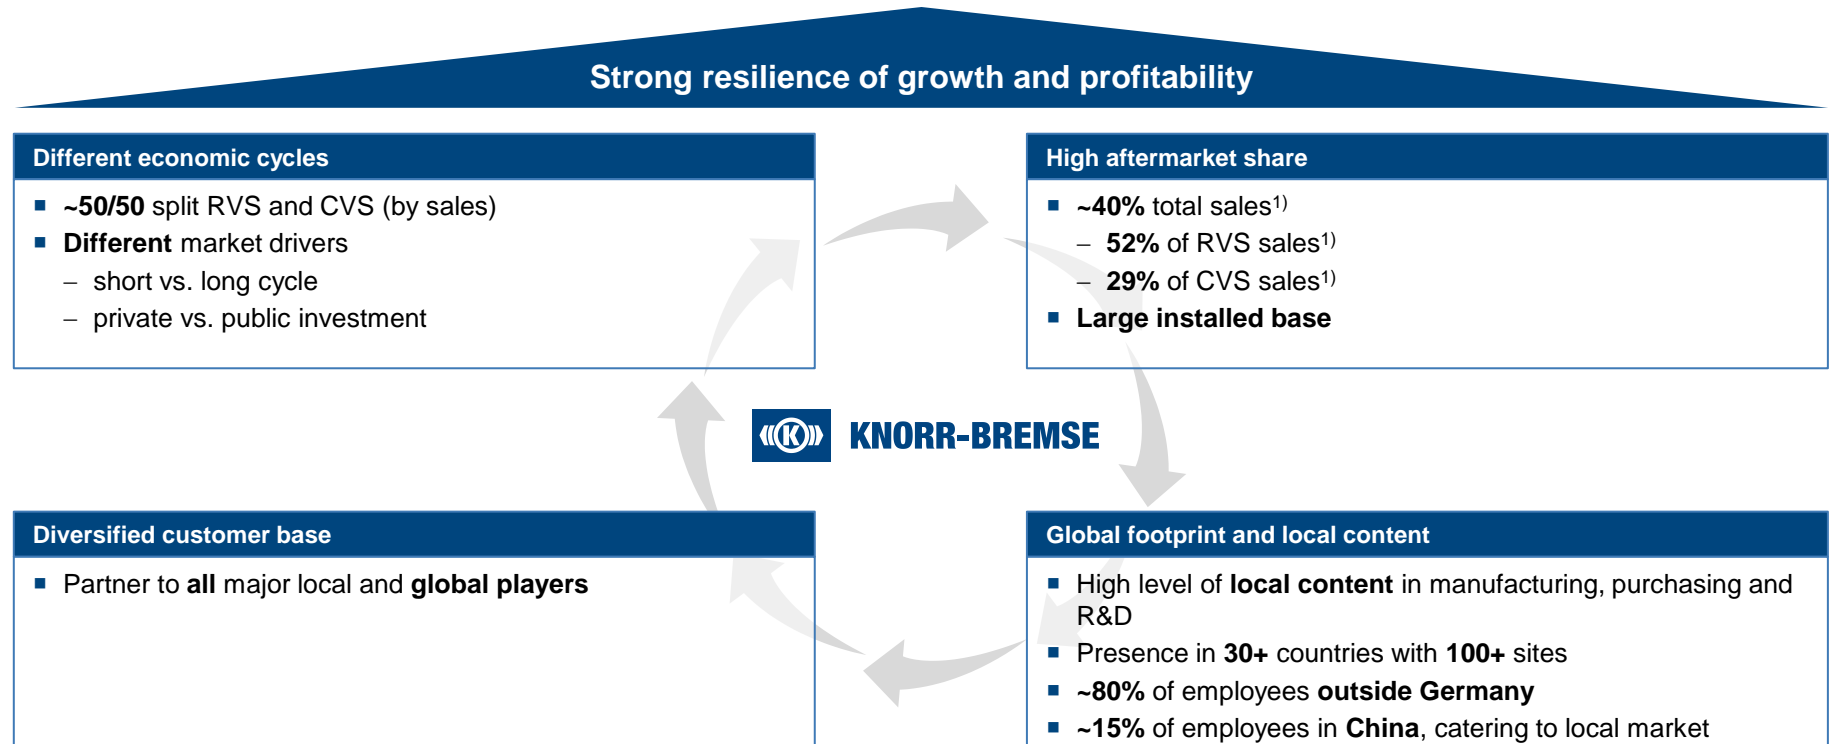 Strong resilience of growth and profitability
Different economic cycles
■ ~50/50 split RVS and CVS (by sales)
■ Different market drivers
– short vs. long cycle
– private vs. public investment
High aftermarket share
■ ~40% total sales1)
– 52% of RVS sales1)
– 29% of CVS sales1)
■ Large installed base
K KNORR-BREMSE
Diversified customer base
■ Partner to all major local and global players
Global footprint and local content
■ High level of local content in manufacturing, purchasing and
R&D
■ Presence in 30+ countries with 100+ sites
■ ~80% of employees outside Germany
■ ~15% of employees in China, catering to local market